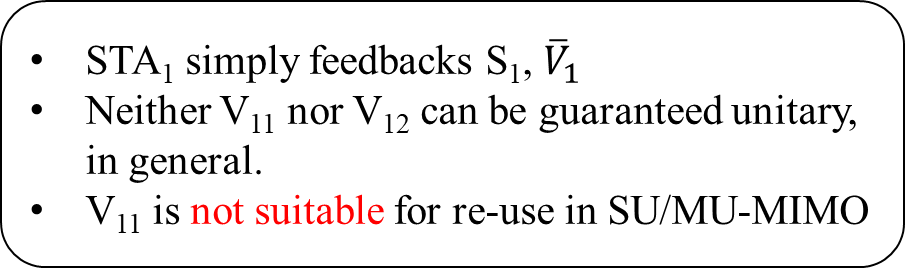 • STA₁ simply feedbacks S₁, V̄₁
• Neither V₁₁ nor V₁₂ can be guaranteed unitary,
in general.
• V₁₁ is not suitable for re-use in SU/MU-MIMO